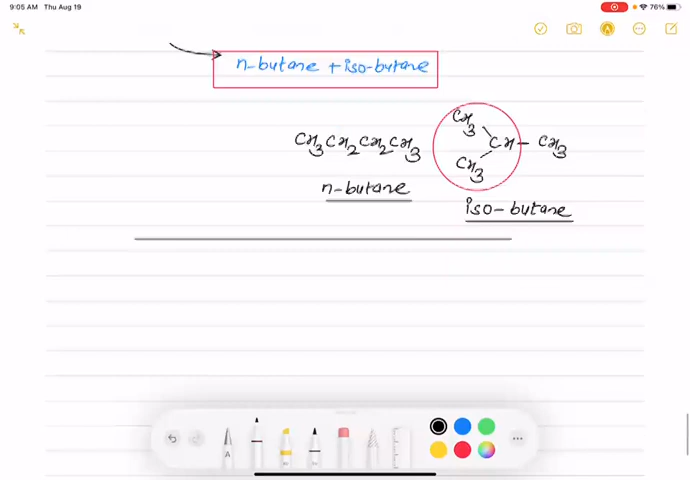 9:05 AM Thu Aug 19
76%
n-butane + iso-butane
CH3
CH3CH2CH2CH3 CH-CH3
CH3
n-butane
iso-butane
A